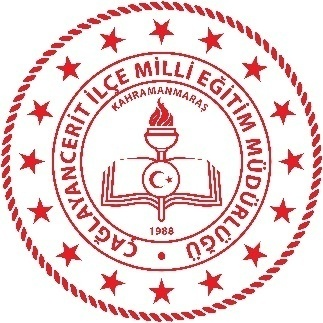 ÇAĞLAYANCERİT İLÇE MİLLİ EĞİTİM MÜDÜRLÜĞÜ
KAHRAMANMARAŞ
1988